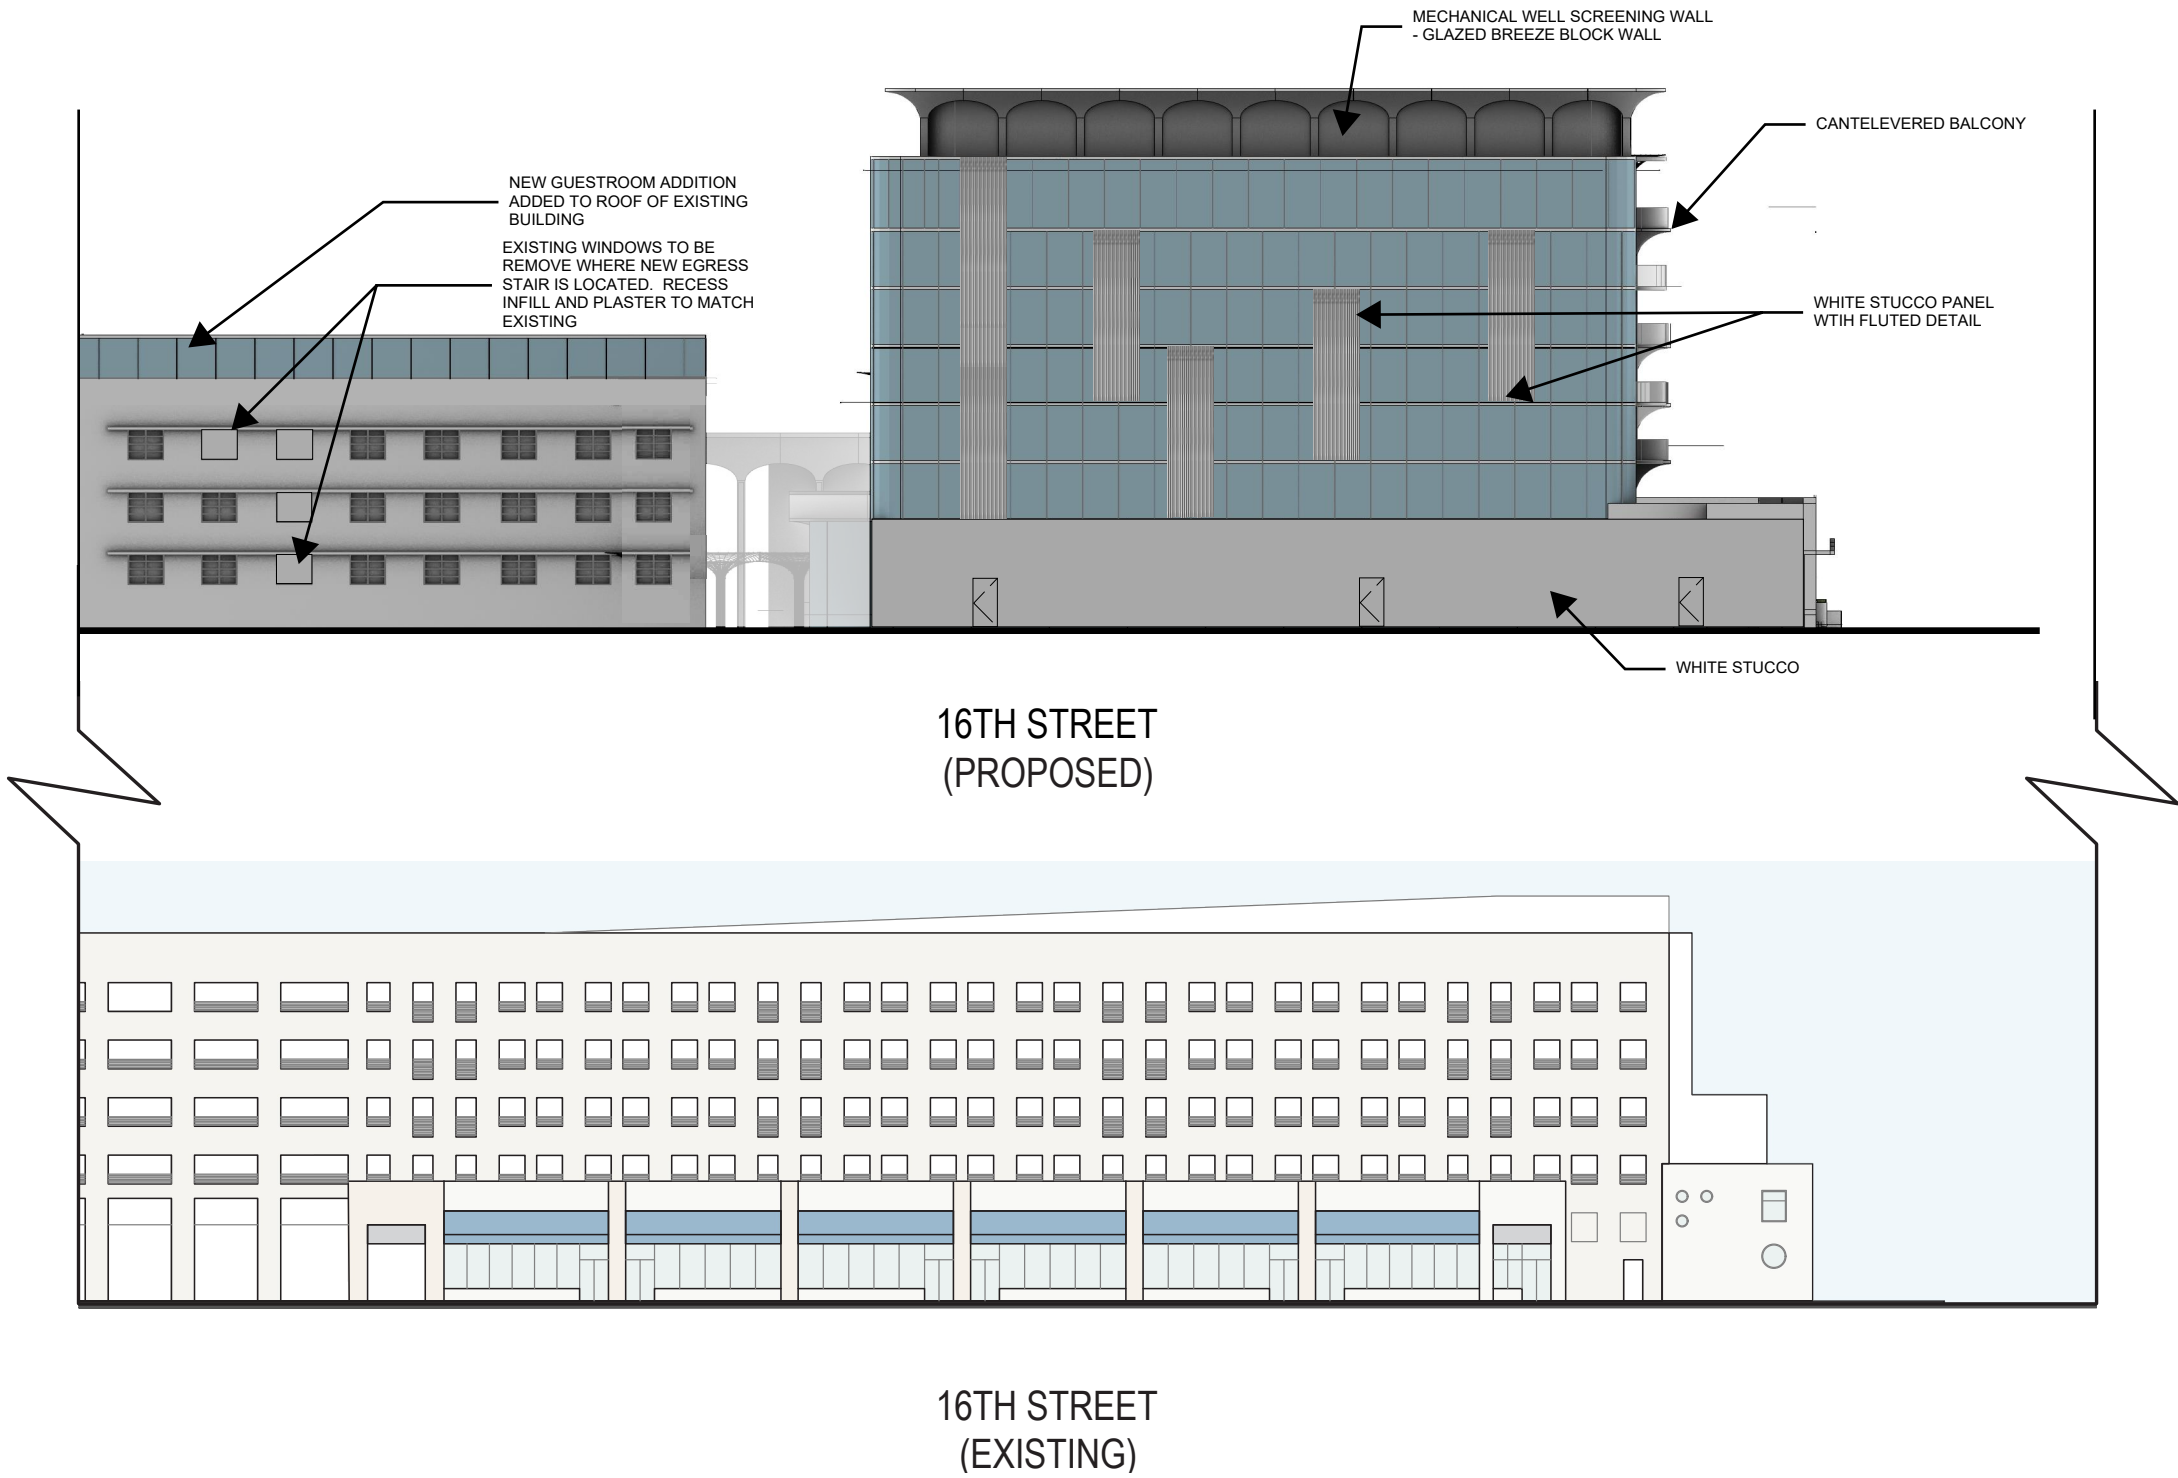 MECHANICAL WELL SCREENING WALL
- GLAZED BREEZE BLOCK WALL
CANTELEVERED BALCONY
NEW GUESTROOM ADDITION
ADDED TO ROOF OF EXISTING
BUILDING
EXISTING WINDOWS TO BE
REMOVE WHERE NEW EGRESS
STAIR IS LOCATED. RECESS
INFILL AND PLASTER TO MATCH
EXISTING
WHITE STUCCO PANEL
WTIH FLUTED DETAIL
WHITE STUCCO
16TH STREET
(PROPOSED)
16TH STREET
(EXISTING)